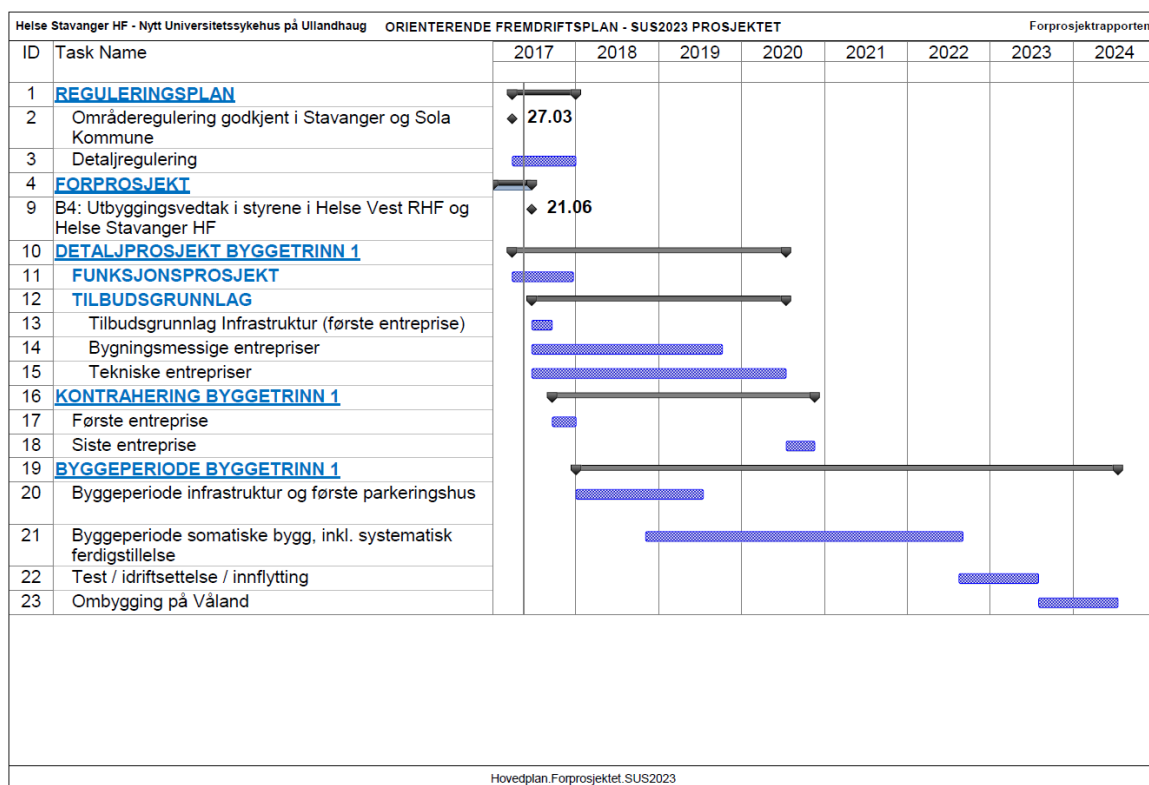 Helse Stavanger HF - Nytt Universitetssykehus på Ullandhaug ORIENTERENDE FREMDRIFTSPLAN - SUS2023 PROSJEKTET Forprosjektrapporten
ID Task Name 2017 2018 2019 2020 2021 2022 2023 2024
1 REGULERINGSPLAN
2 Områderegulering godkjent i Stavanger og Sola 27.03
Kommune
3 Detaljregulering
4 FORPROSJEKT
9 B4: Utbyggingsvedtak i styrene i Helse Vest RHF og 21.06
Helse Stavanger HF
10 DETALJPROSJEKT BYGGETRINN 1
11 FUNKSJONSPROSJEKT
12 TILBUDSGRUNNLAG
13 Tilbudsgrunnlag Infrastruktur (første entreprise)
14 Bygningsmessige entrepriser
15 Tekniske entrepriser
16 KONTRAHERING BYGGETRINN 1
17 Første entreprise
18 Siste entreprise
19 BYGGEPERIODE BYGGETRINN 1
20 Byggeperiode infrastruktur og første parkeringshus
21 Byggeperiode somatiske bygg, inkl. systematisk
ferdigstillelse
22 Test / idriftsettelse / innflytting
23 Ombygging på Våland
Hovedplan.Forprosjektet.SUS2023